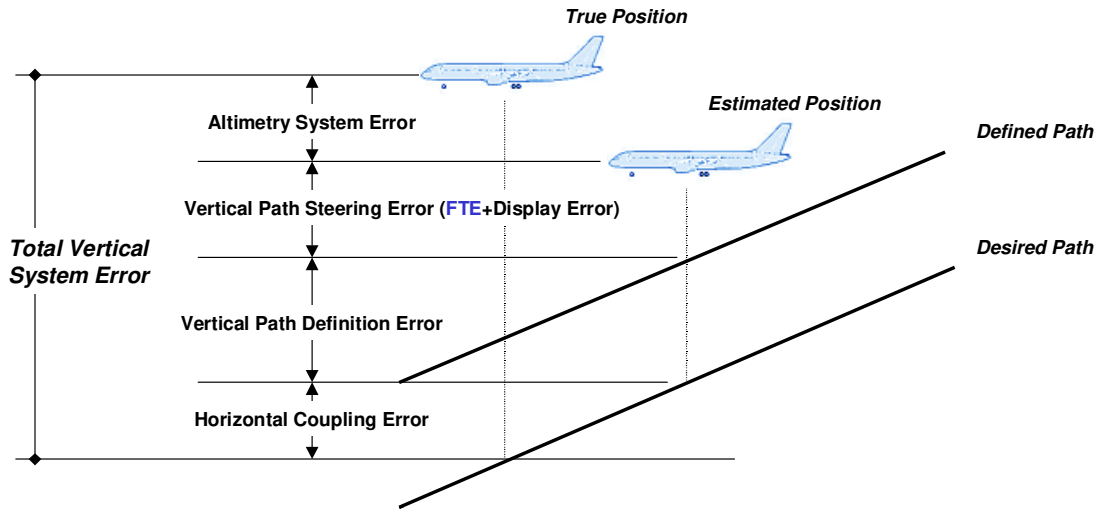 True Position
Estimated Position
Altimetry System Error
Defined Path
Vertical Path Steering Error (FTE+Display Error)
Total Vertical
System Error
Desired Path
Vertical Path Definition Error
Horizontal Coupling Error